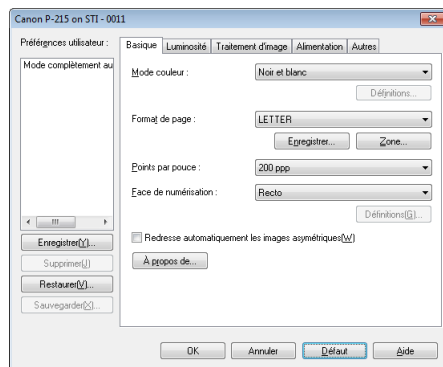 Canon P-215 on STI - 0011
Préférences utilisateur :
Mode complètement au
Enregistrer(Y)...
Supprimer(J)
Restaurer(V)...
Sauvegarder(X)...
Basique Luminosité Traitement d'image Alimentation Autres
Mode couleur : Noir et blanc
Définitions...
Format de page : LETTER
Enregistrer... Zone...
Points par pouce : 200 ppp
Face de numérisation : Recto
Définitions(G)...
Redresse automatiquement les images asymétriques(W)
À propos de...
OK Annuler Défaut Aide